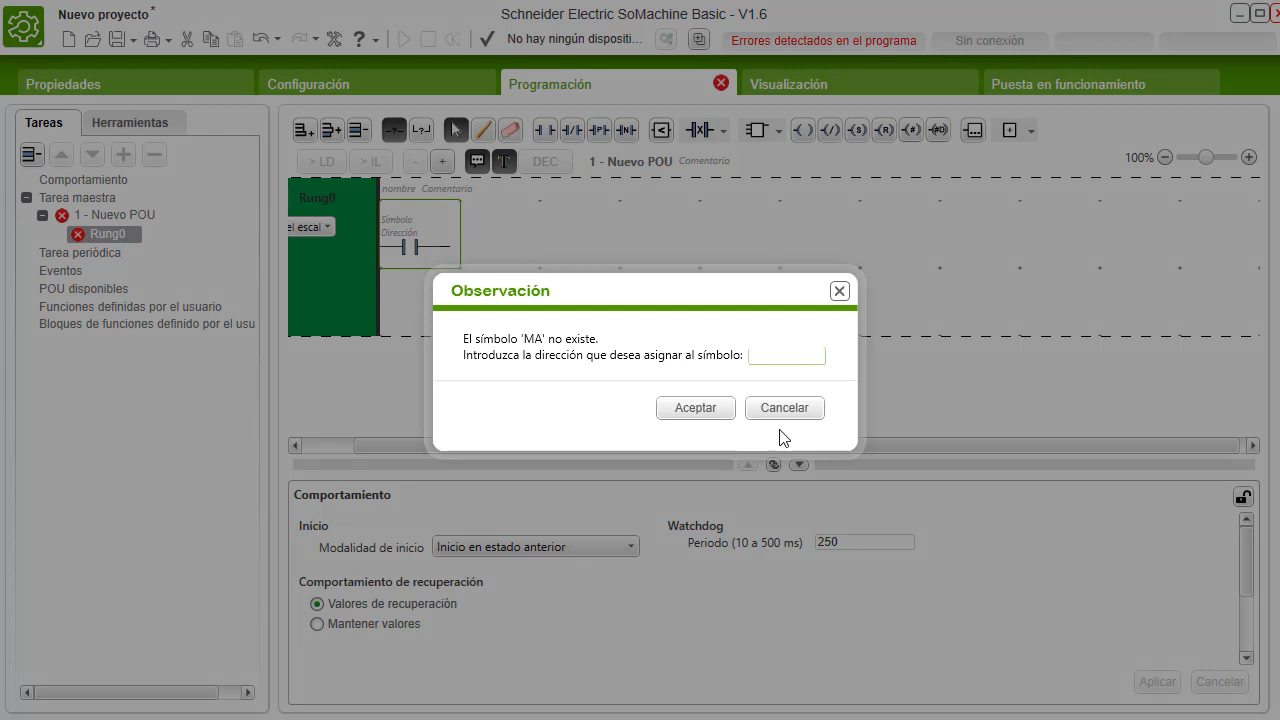 Nuevo proyecto *
Schneider Electric SoMachine Basic - V1.6
No hay ningún dispositi...
Errores detectados en el programa
Sin conexión
Propiedades
Configuración
Programación
Visualización
Puesta en funcionamiento
Tareas
Herramientas
Comportamiento
Tarea maestra
1 - Nuevo POU
Rung0
Tarea periódica
Eventos
POU disponibles
Funciones definidas por el usuario
Bloques de funciones definido por el usu
> LD
> IL
-
+
DEC
1 - Nuevo POU
Comentario
100%
Rung0
nombre Comentario
el escal
Símbolo
Dirección
Observación
El símbolo 'MA' no existe.
Introduzca la dirección que desea asignar al símbolo:
Aceptar
Cancelar
Comportamiento
Inicio
Modalidad de inicio
Inicio en estado anterior
Watchdog
Periodo (10 a 500 ms)
250
Comportamiento de recuperación
Valores de recuperación
Mantener valores
Aplicar
Cancelar